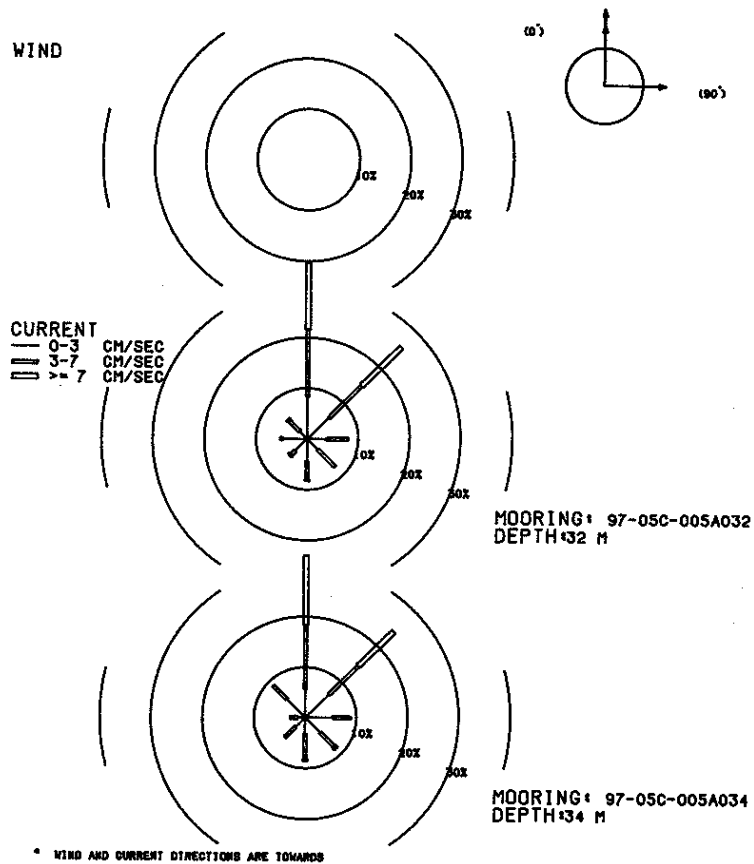 WIND
(0°)
(90°)
10%
20%
30%
CURRENT
0-3 CM/SEC
3-7 CM/SEC
>= 7 CM/SEC
10%
20%
30%
MOORING: 97-05C-005A032
DEPTH:32 M
10%
20%
30%
MOORING: 97-05C-005A034
DEPTH:34 M
* WIND AND CURRENT DIRECTIONS ARE TOWARDS